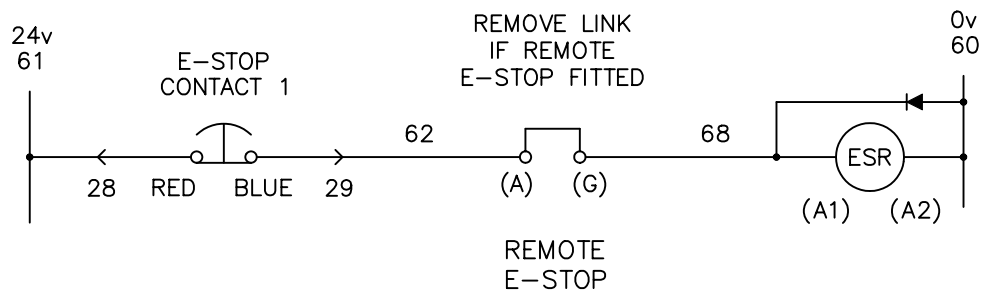 24v
61
E-STOP
CONTACT 1
REMOVE LINK
IF REMOTE
E-STOP FITTED
0v
60
62
68
ESR
28
RED
BLUE
29
(A)
(G)
(A1)
(A2)
REMOTE
E-STOP